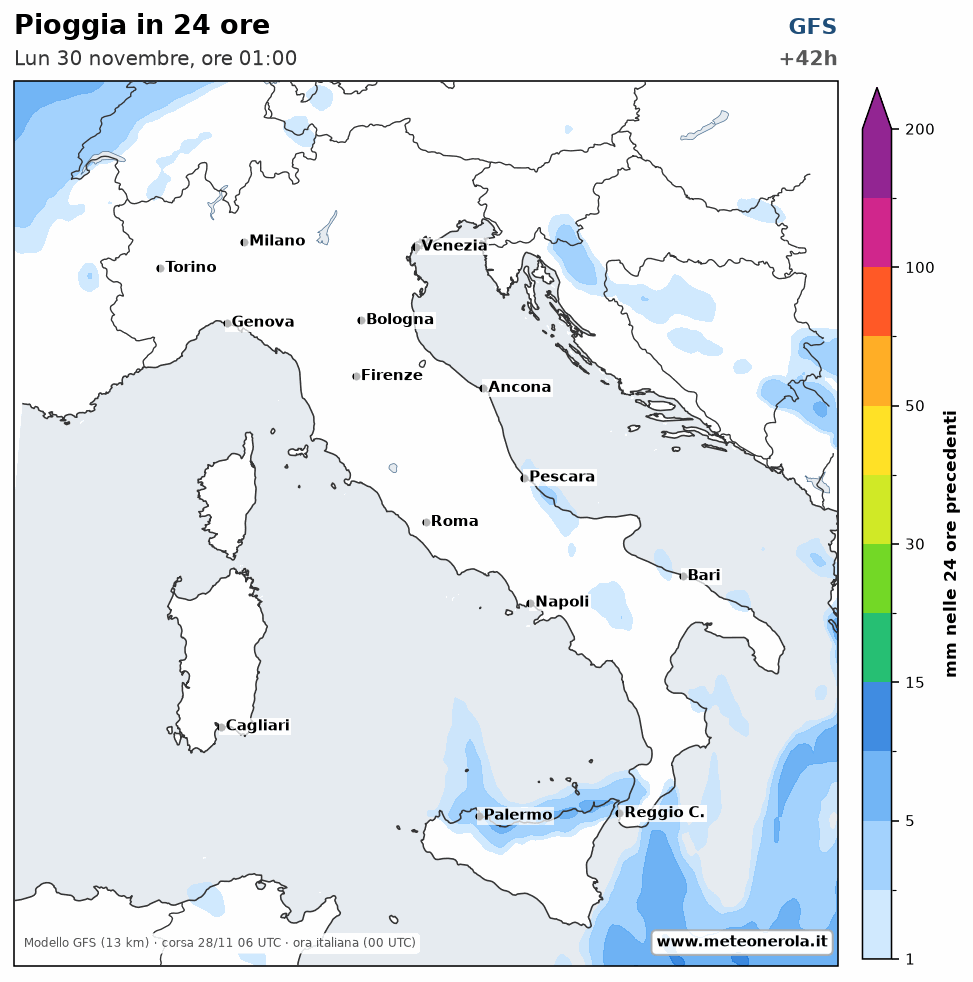 Pioggia in 24 ore
GFS
Lun 30 novembre, ore 01:00
+42h
200
100
50
30
15
5
1
mm nelle 24 ore precedenti
Milano
Venezia
Torino
Genova
Bologna
Firenze
Ancona
Pescara
Roma
Bari
Napoli
Cagliari
Palermo
Reggio C.
Modello GFS (13 km) · corsa 28/11 06 UTC · ora italiana (00 UTC)
www.meteonerola.it